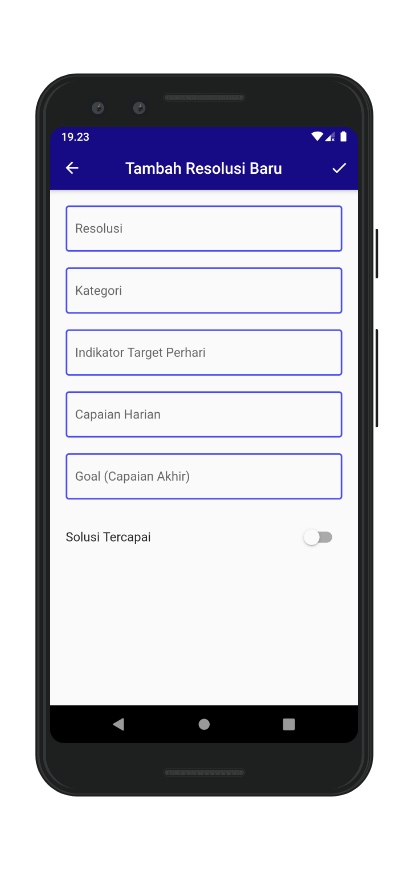 19.23
Tambah Resolusi Baru
Resolusi
Kategori
Indikator Target Perhari
Capaian Harian
Goal (Capaian Akhir)
Solusi Tercapai